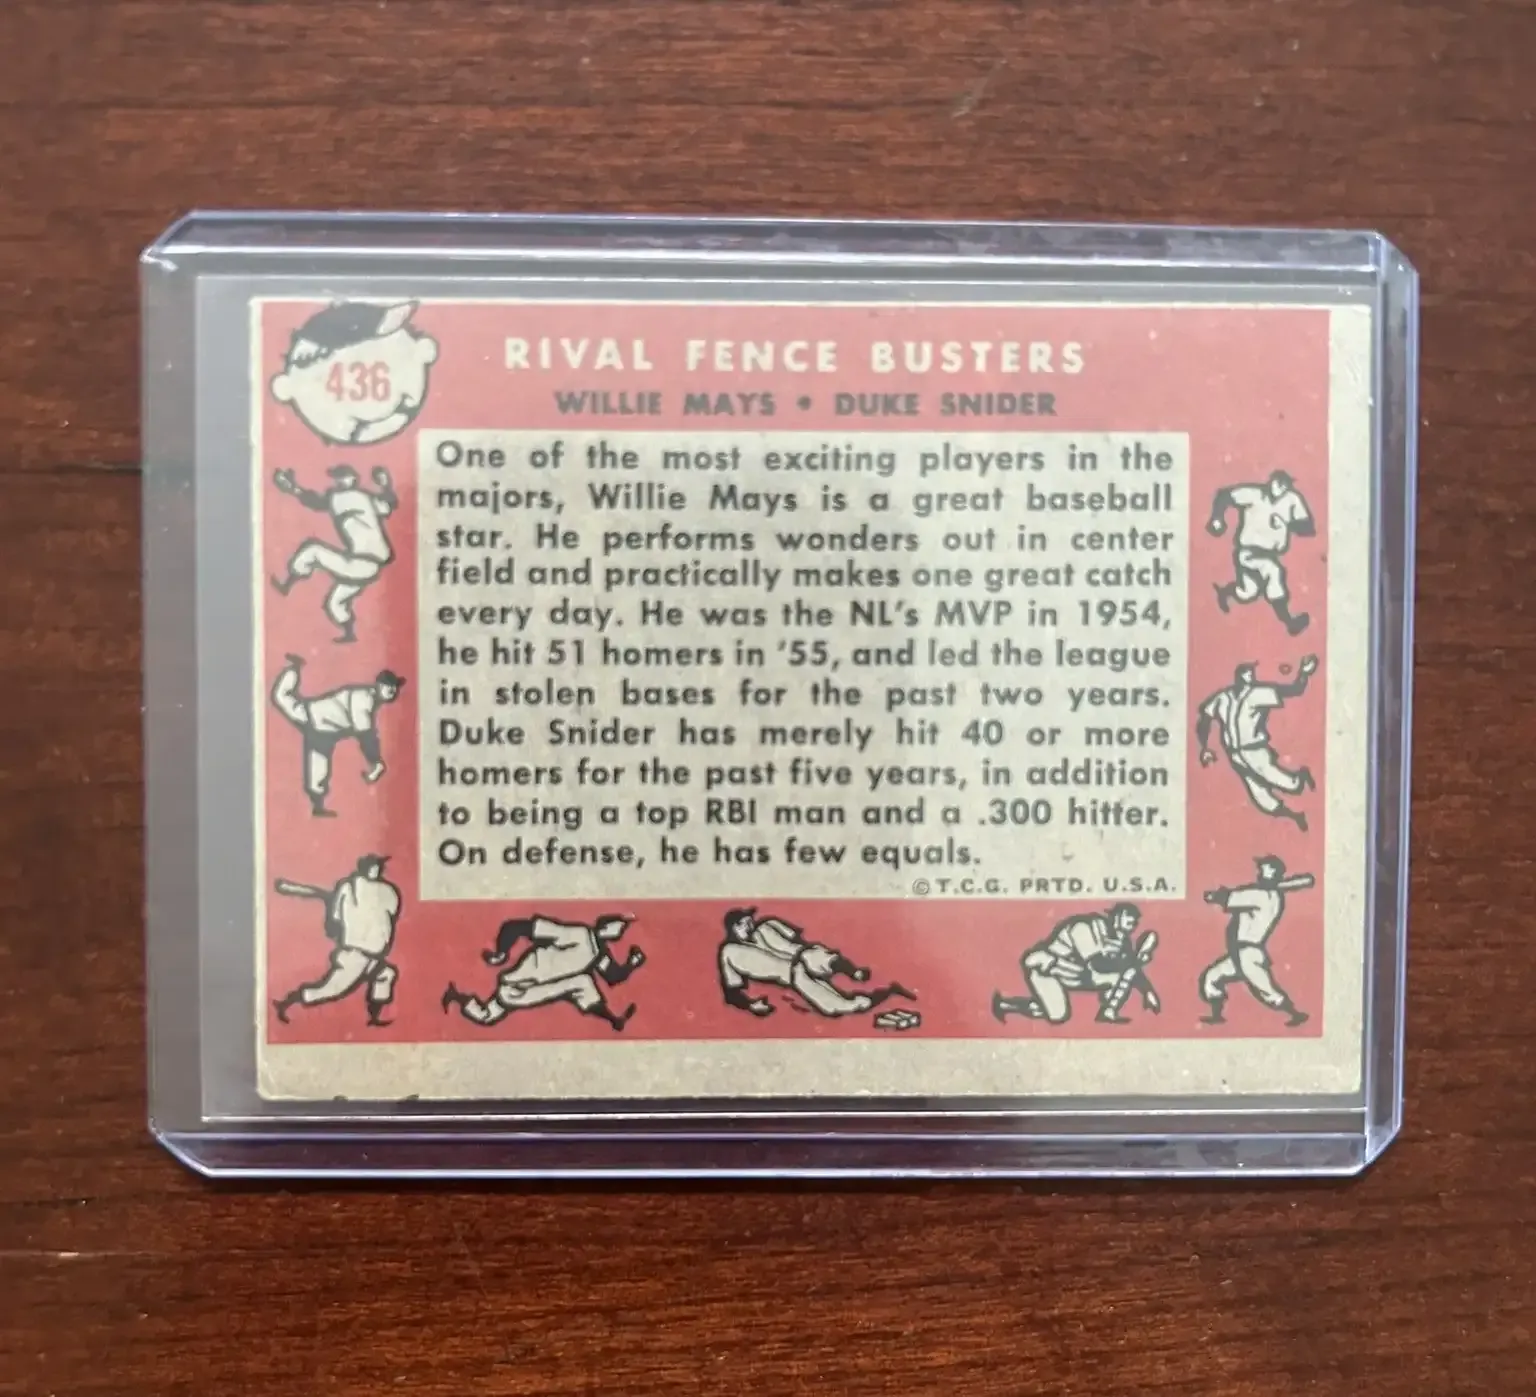 436
RIVAL FENCE BUSTERS
WILLIE MAYS • DUKE SNIDER
One of the most exciting players in the
majors, Willie Mays is a great baseball
star. He performs wonders out in center
field and practically makes one great catch
every day. He was the NL's MVP in 1954,
he hit 51 homers in '55, and led the league
in stolen bases for the past two years.
Duke Snider has merely hit 40 or more
homers for the past five years, in addition
to being a top RBI man and a .300 hitter.
On defense, he has few equals.
© T.C.G. PRTD. U.S.A.